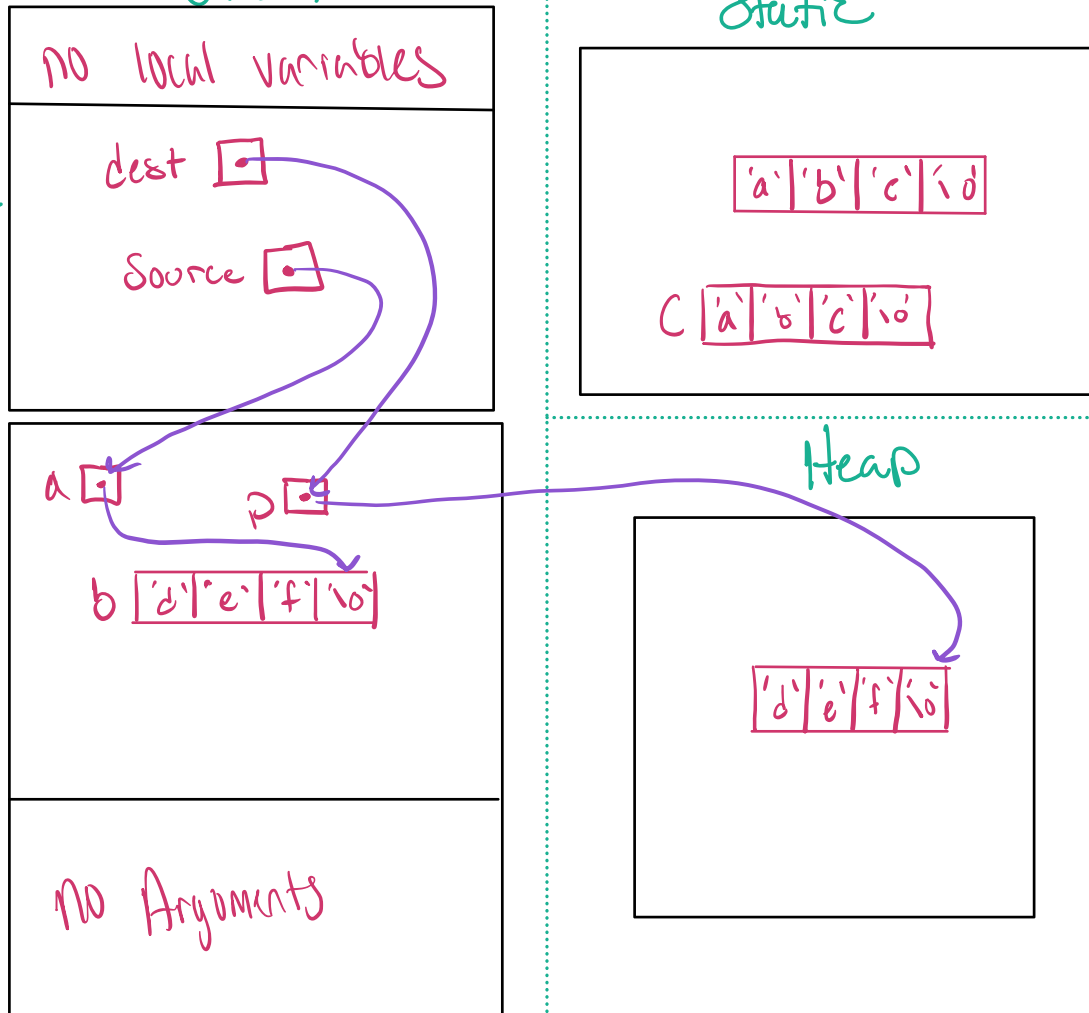 Static
no local variables
dest
Source
'a' 'b' 'c' '\0'
C 'a' 'b' 'c' '\0'
a
p
b 'd' 'e' 'f' '\0'
no Arguments
Heap
'd' 'e' 'f' '\0'